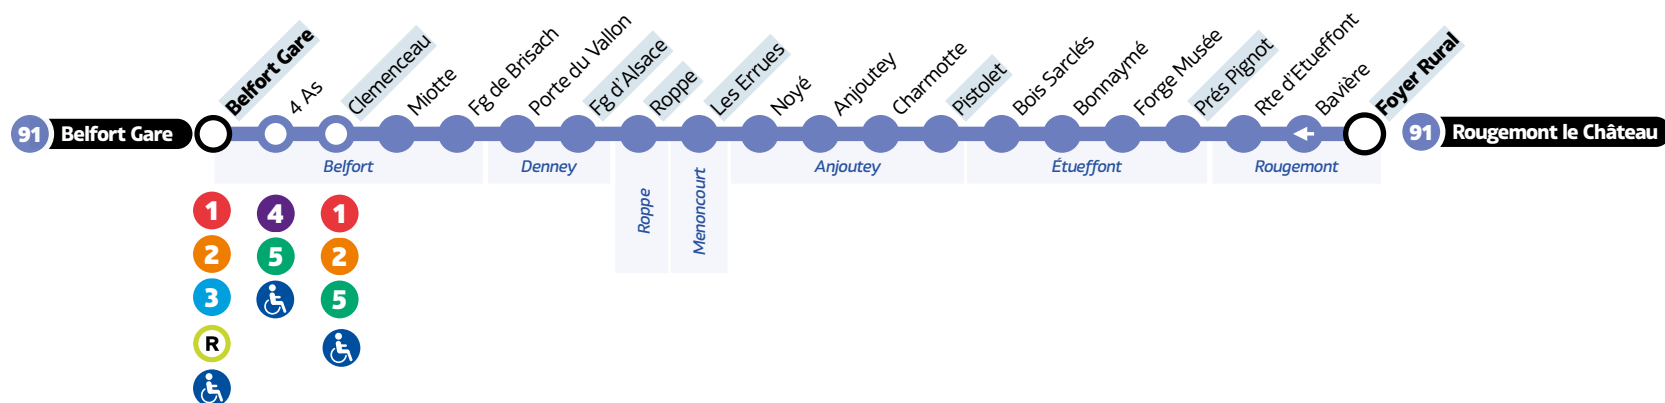 Belfort Gare
4 As
Clemenceau
Miotte
Fg de Brisach
Porte du Vallon
Fg d'Alsace
Roppe
Les Errues
Noyé
Anjoutey
Charmotte
Pistolet
Bois Sarclés
Bonnaymé
Forge Musée
Prés Pignot
Rte d'Etueffont
Bavière
Foyer Rural
91 Belfort Gare
91 Rougemont le Château
Belfort
Denney
Roppe
Menoncourt
Anjoutey
Étueffont
Rougemont
1 4 1
2 5 2
3 5
R